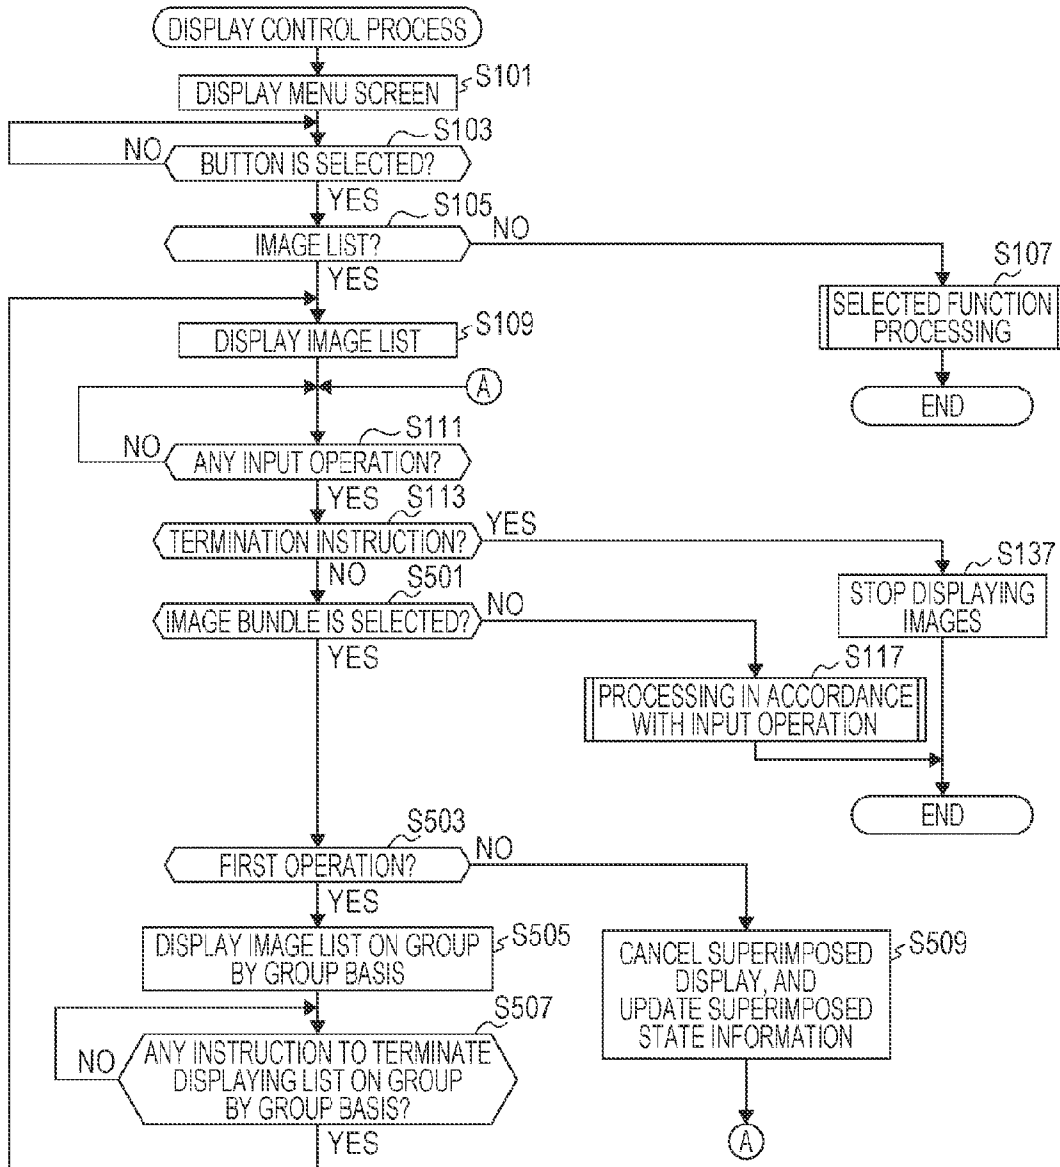 DISPLAY CONTROL PROCESS
S101
DISPLAY MENU SCREEN
S103
NO
BUTTON IS SELECTED?
YES
S105
IMAGE LIST?
NO
YES
S107
SELECTED FUNCTION
PROCESSING
END
S109
DISPLAY IMAGE LIST
A
S111
NO
ANY INPUT OPERATION?
YES
S113
TERMINATION INSTRUCTION?
YES
NO
S137
STOP DISPLAYING
IMAGES
S501
IMAGE BUNDLE IS SELECTED?
NO
YES
S117
PROCESSING IN ACCORDANCE
WITH INPUT OPERATION
END
S503
FIRST OPERATION?
NO
YES
S505
DISPLAY IMAGE LIST ON GROUP
BY GROUP BASIS
S509
CANCEL SUPERIMPOSED
DISPLAY, AND
UPDATE SUPERIMPOSED
STATE INFORMATION
S507
NO
ANY INSTRUCTION TO TERMINATE
DISPLAYING LIST ON GROUP
BY GROUP BASIS?
YES
A